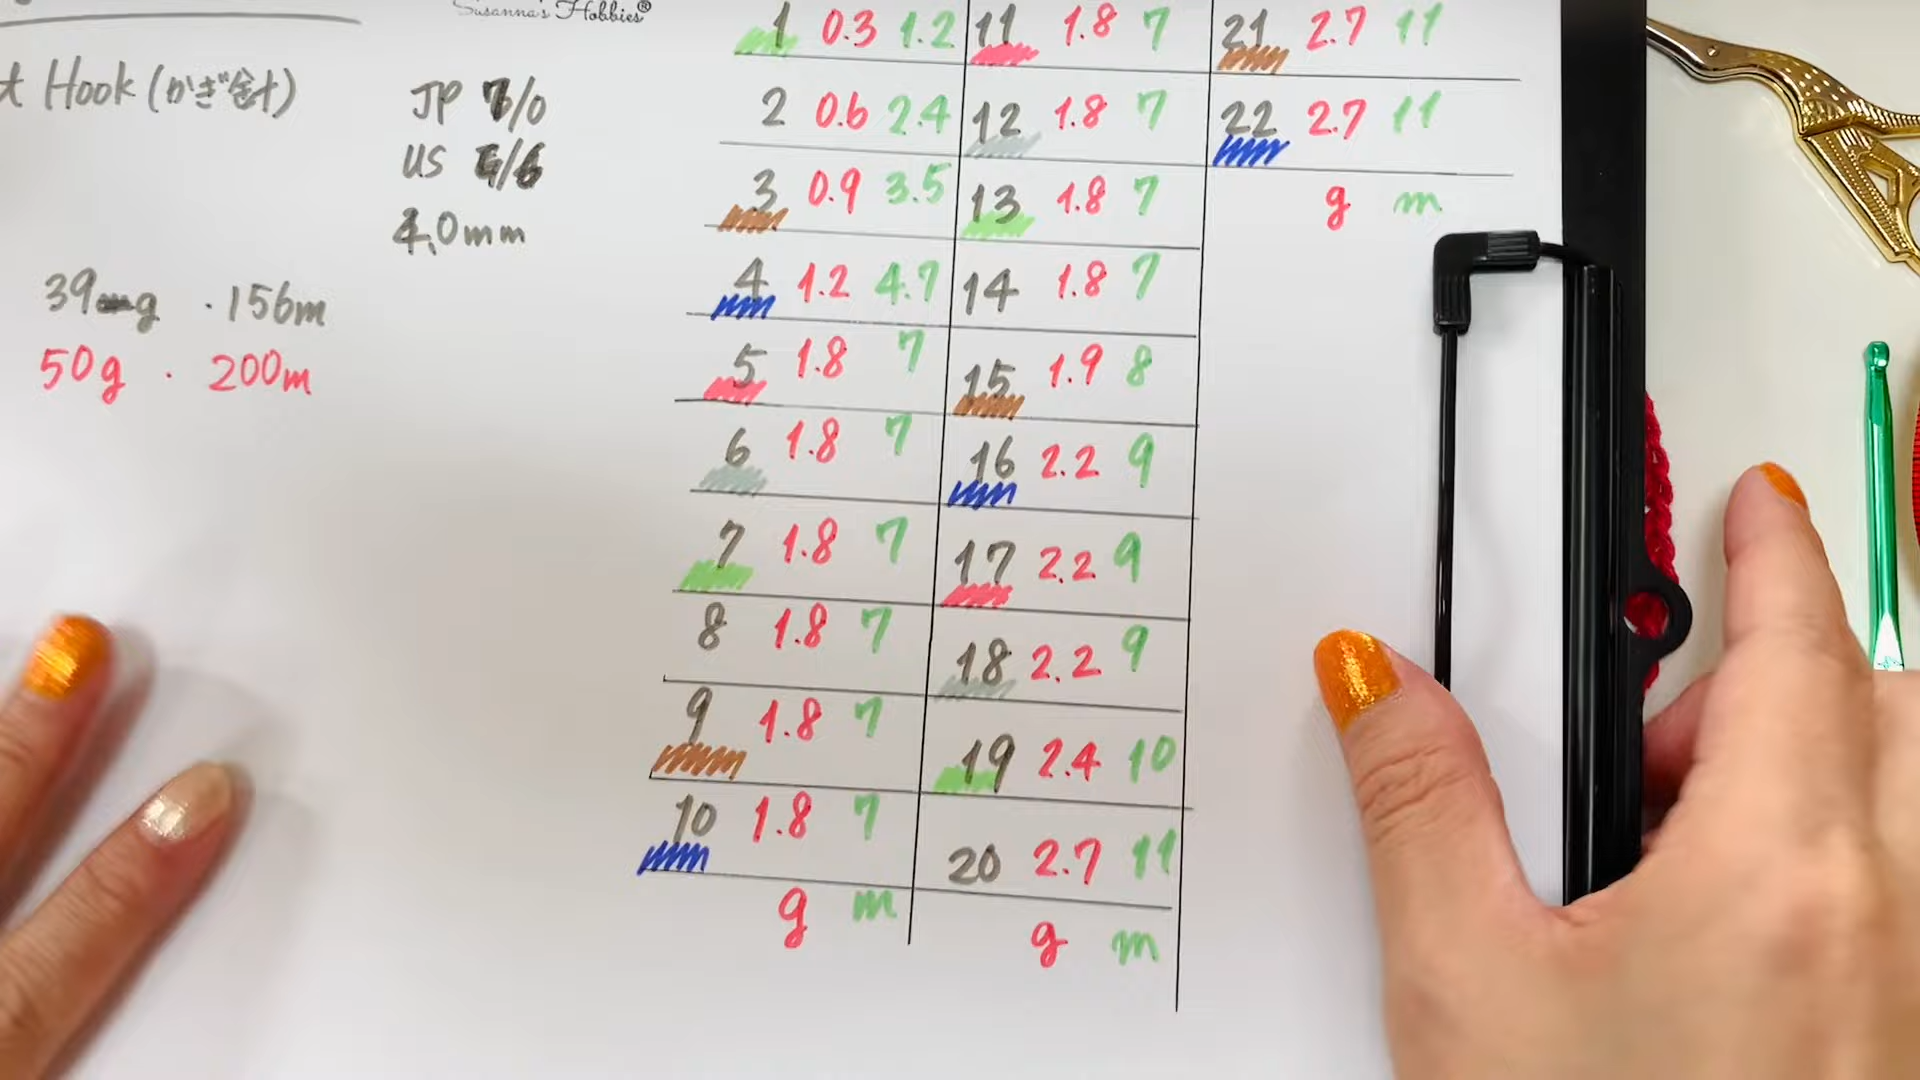 Susanna's Hobbies®
Hook (かぎ針)
JP 7/0
US G/6
4.0mm
39g · 156m
50g · 200m
1 0.3 1.2
2 0.6 2.4
3 0.9 3.5
4 1.2 4.7
5 1.8 7
6 1.8 7
7 1.8 7
8 1.8 7
9 1.8 7
10 1.8 7
g m
11 1.8 7
12 1.8 7
13 1.8 7
14 1.8 7
15 1.9 8
16 2.2 9
17 2.2 9
18 2.2 9
19 2.4 10
20 2.7 11
g m
21 2.7 11
22 2.7 11
g m